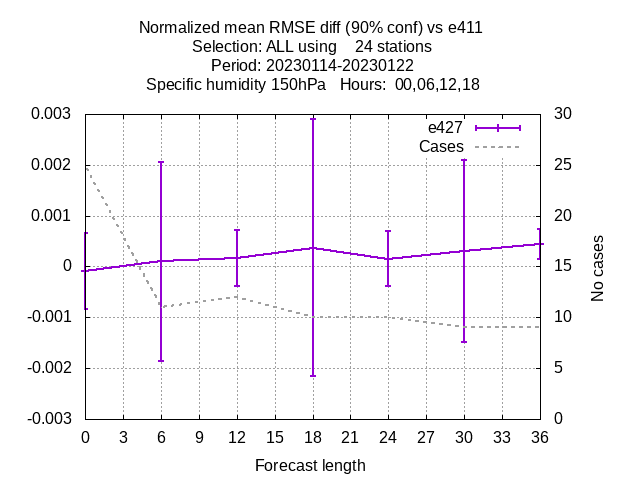 Normalized mean RMSE diff (90% conf) vs e411
Selection: ALL using    24 stations
Period: 20230114-20230122
Specific humidity 150hPa   Hours:  00,06,12,18
0.003
0.002
0.001
0
-0.001
-0.002
-0.003
e427
Cases
30
25
20
15
10
5
0
No cases
0 3 6 9 12 15 18 21 24 27 30 33 36
Forecast length